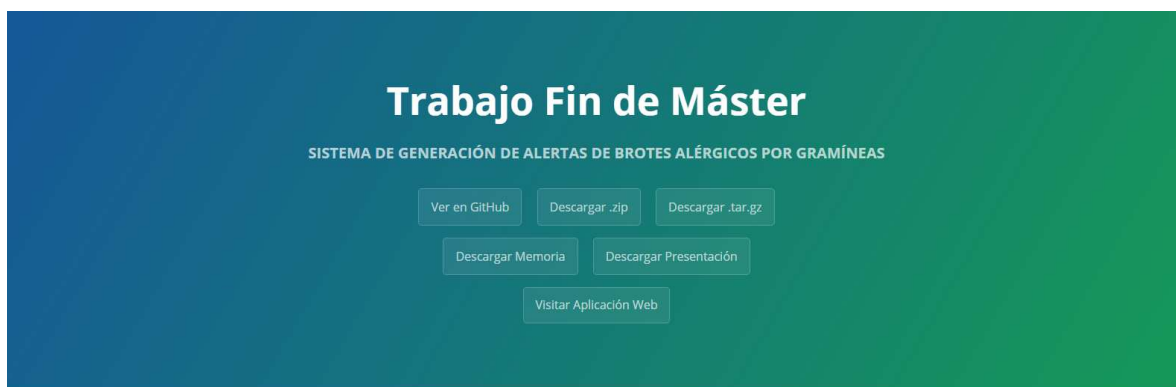 Trabajo Fin de Máster
SISTEMA DE GENERACIÓN DE ALERTAS DE BROTES ALÉRGICOS POR GRAMÍNEAS
Ver en GitHub Descargar .zip Descargar .tar.gz
Descargar Memoria Descargar Presentación
Visitar Aplicación Web